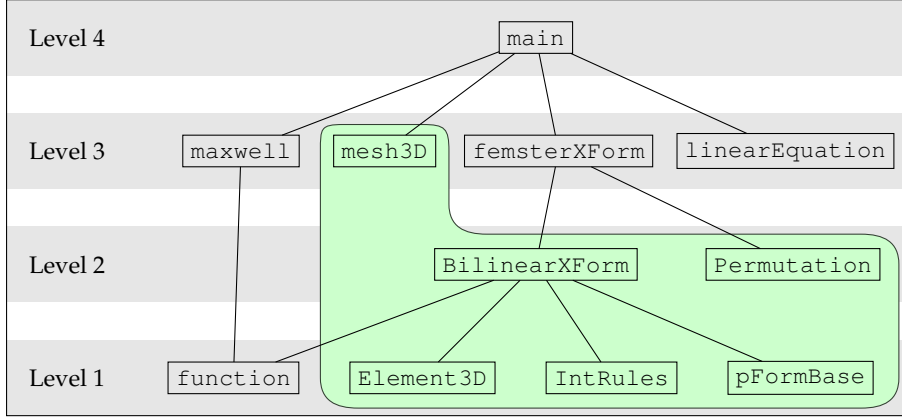 Level 4 main
Level 3 maxwell mesh3D femsterXForm linearEquation
Level 2 BilinearXForm Permutation
Level 1 function Element3D IntRules pFormBase